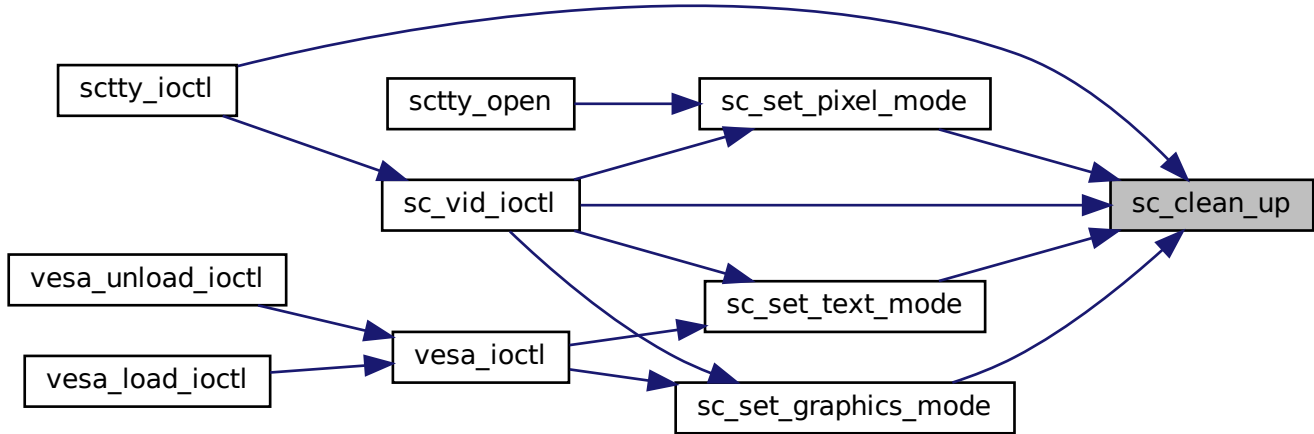 sctty_ioctl
sctty_open
sc_set_pixel_mode
sc_vid_ioctl
sc_clean_up
vesa_unload_ioctl
sc_set_text_mode
vesa_ioctl
vesa_load_ioctl
sc_set_graphics_mode